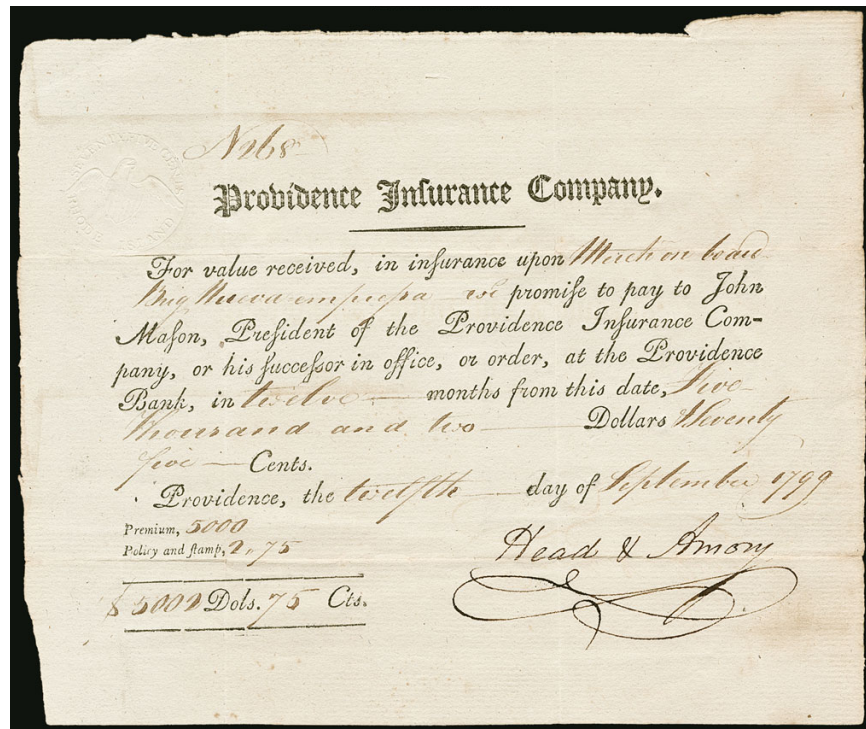 N 268
Providence Insurance Company.
For value received, in insurance upon Merch on board
Brig Nueva empresa we promise to pay to John
Mason, President of the Providence Insurance Com-
pany, or his successor in office, or order, at the Providence
Bank, in twelve months from this date, Five
thousand and two Dollars & Seventy
five Cents.
Providence, the twelfth day of September 1799
Premium, 5000
Policy and stamp, 2.75
Head & Amory
$ 5002 Dols. 75 Cts.